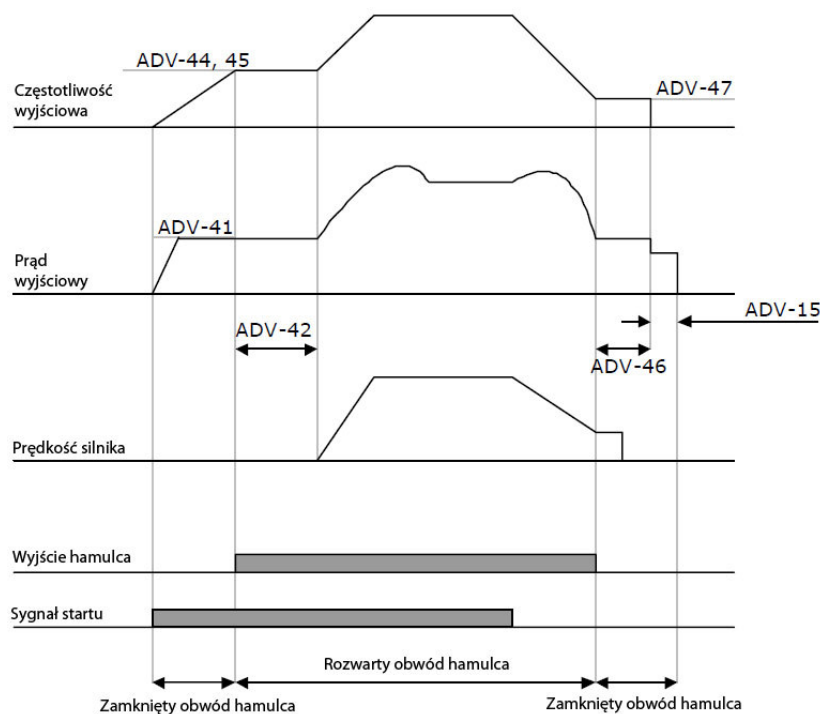 ADV-44, 45
Częstotliwość
wyjściowa
ADV-47
ADV-41
Prąd
wyjściowy
ADV-15
ADV-42
ADV-46
Prędkość silnika
Wyjście hamulca
Sygnał startu
Rozwarty obwód hamulca
Zamknięty obwód hamulca
Zamknięty obwód hamulca